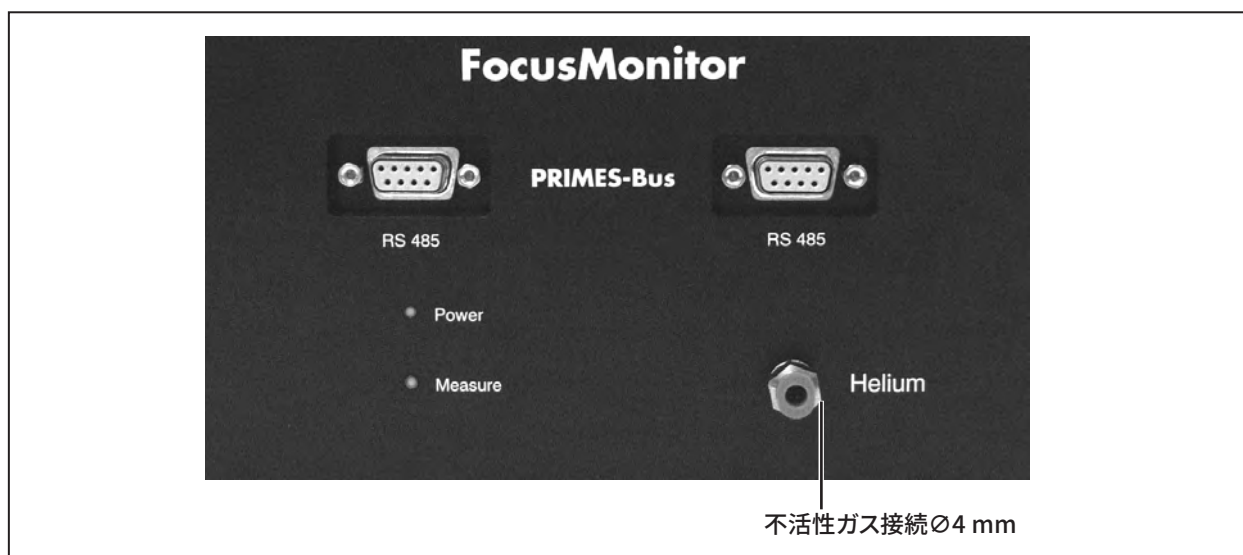 FocusMonitor
PRIMES-Bus
RS 485
RS 485
Power
Measure
Helium
不活性ガス接続∅4 mm